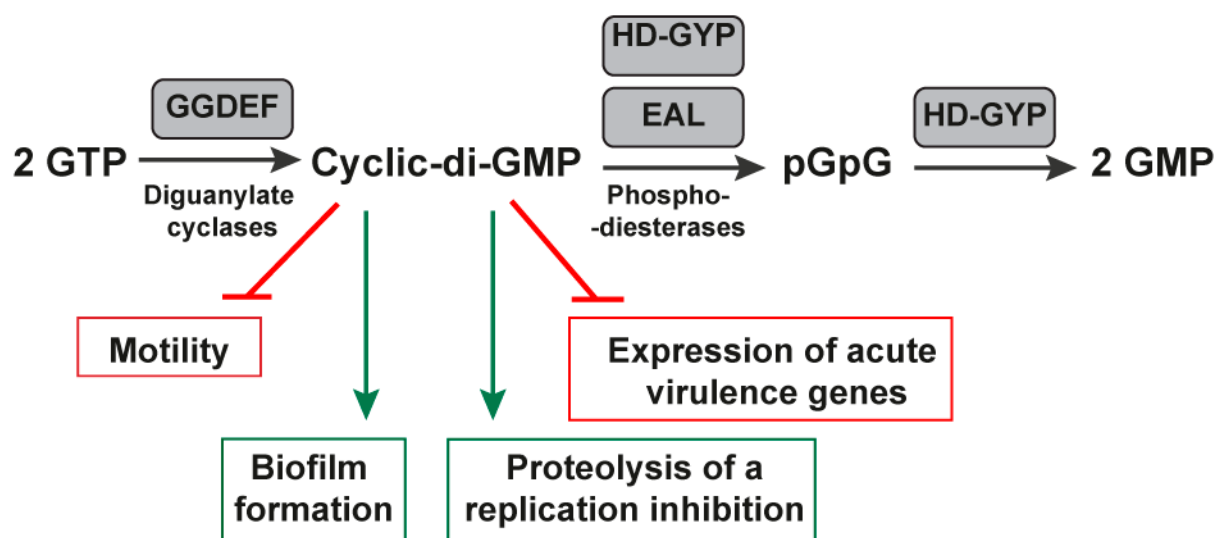 HD-GYP
GGDEF
EAL
HD-GYP
2 GTP
Cyclic-di-GMP
pGpG
2 GMP
Diguanylate
cyclases
Phospho-
-diesterases
Motility
Expression of acute
virulence genes
Biofilm
formation
Proteolysis of a
replication inhibition